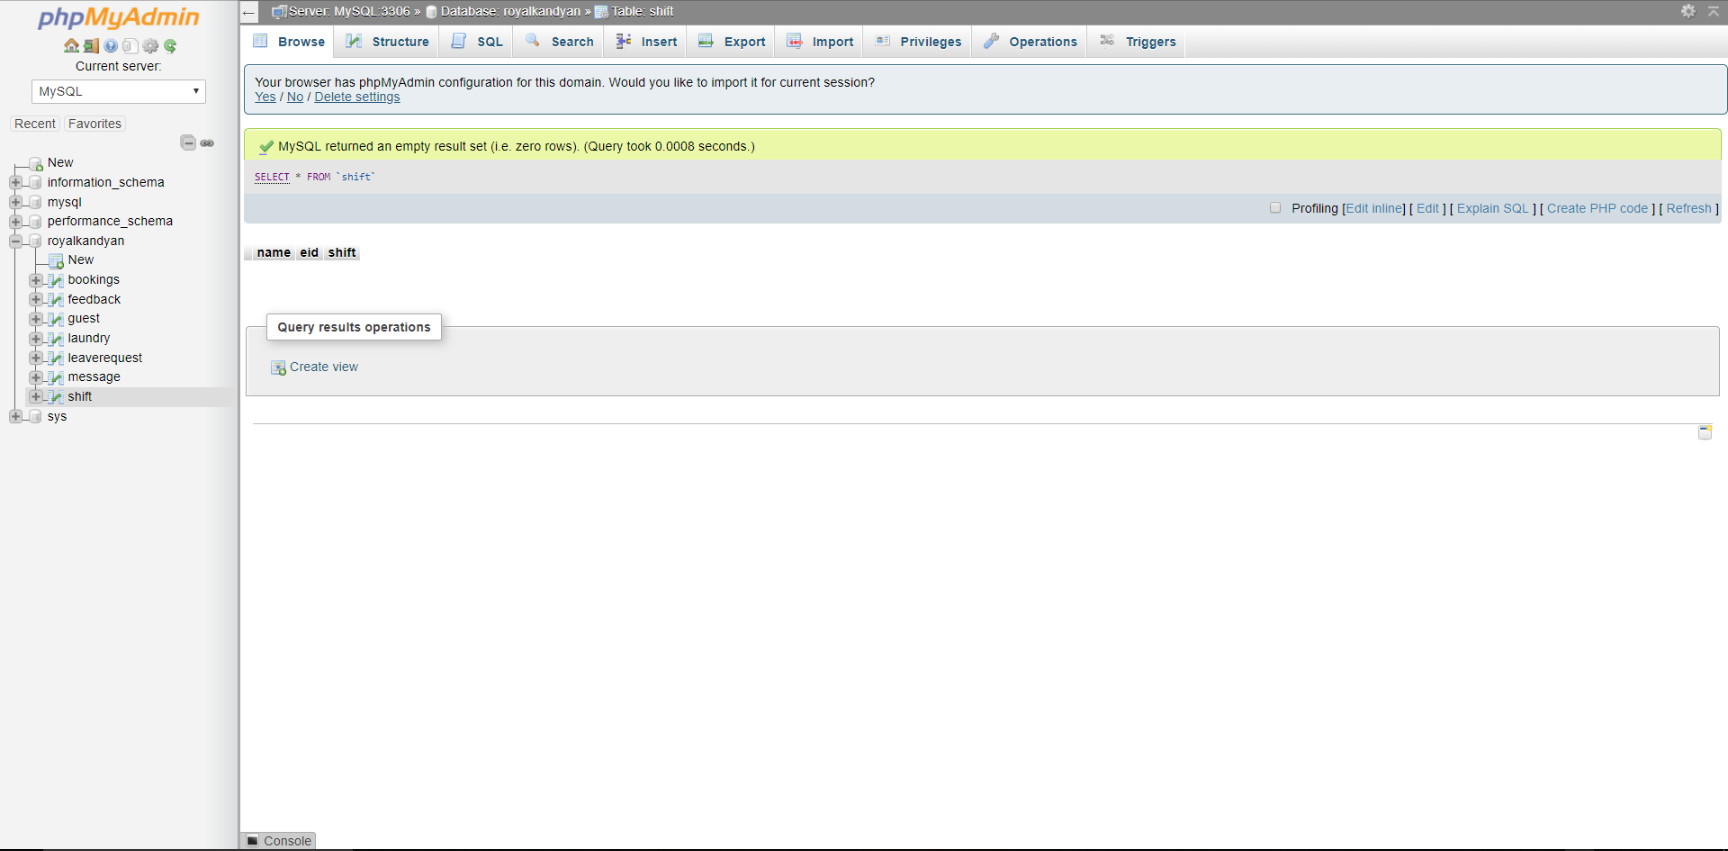 phpMyAdmin
Current server:
MySQL
Recent Favorites
New
information_schema
mysql
performance_schema
royalkandyan
New
bookings
feedback
guest
laundry
leaverequest
message
shift
sys
Server: MySQL:3306 » Database: royalkandyan » Table: shift
Browse Structure SQL Search Insert Export Import Privileges Operations Triggers
Your browser has phpMyAdmin configuration for this domain. Would you like to import it for current session?
Yes / No / Delete settings
MySQL returned an empty result set (i.e. zero rows). (Query took 0.0008 seconds.)
SELECT * FROM `shift`
Profiling [Edit inline] [ Edit ] [ Explain SQL ] [ Create PHP code ] [ Refresh ]
name eid shift
Query results operations
Create view
Console